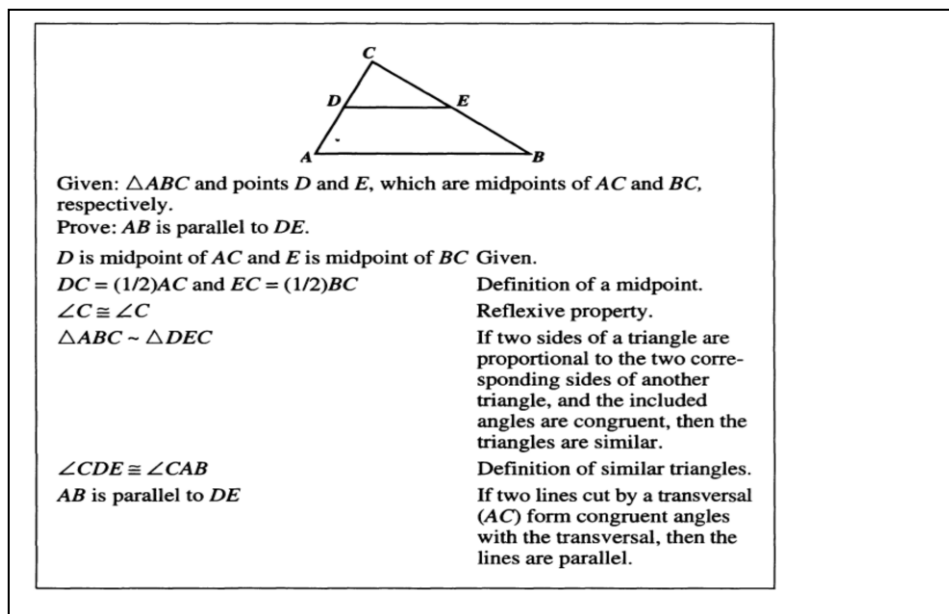 C
D
E
A
B
Given: △ABC and points D and E, which are midpoints of AC and BC,
respectively.
Prove: AB is parallel to DE.
D is midpoint of AC and E is midpoint of BC Given.
DC = (1/2)AC and EC = (1/2)BC Definition of a midpoint.
∠C ≅ ∠C Reflexive property.
△ABC ~ △DEC If two sides of a triangle are
proportional to the two corre-
sponding sides of another
triangle, and the included
angles are congruent, then the
triangles are similar.
∠CDE ≅ ∠CAB Definition of similar triangles.
AB is parallel to DE If two lines cut by a transversal
(AC) form congruent angles
with the transversal, then the
lines are parallel.